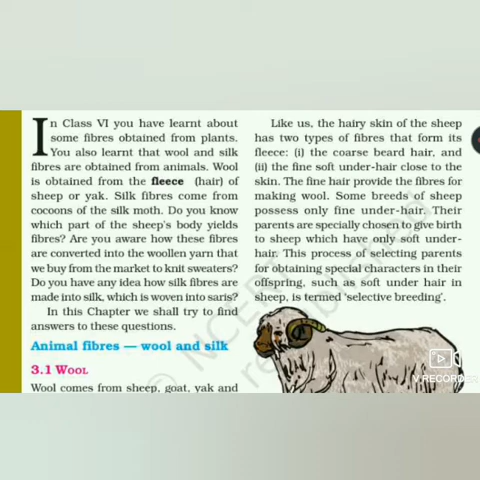 In Class VI you have learnt about
some fibres obtained from plants.
You also learnt that wool and silk
fibres are obtained from animals. Wool
is obtained from the fleece (hair) of
sheep or yak. Silk fibres come from
cocoons of the silk moth. Do you know
which part of the sheep's body yields
fibres? Are you aware how these fibres
are converted into the woollen yarn that
we buy from the market to knit sweaters?
Do you have any idea how silk fibres are
made into silk, which is woven into saris?
In this Chapter we shall try to find
answers to these questions.
Animal fibres — wool and silk
3.1 WOOL
Wool comes from sheep, goat, yak and
Like us, the hairy skin of the sheep
has two types of fibres that form its
fleece: (i) the coarse beard hair, and
(ii) the fine soft under-hair close to the
skin. The fine hair provide the fibres for
making wool. Some breeds of sheep
possess only fine under-hair. Their
parents are specially chosen to give birth
to sheep which have only soft under-
hair. This process of selecting parents
for obtaining special characters in their
offspring, such as soft under hair in
sheep, is termed 'selective breeding'.
© NCERT
V RECORDER